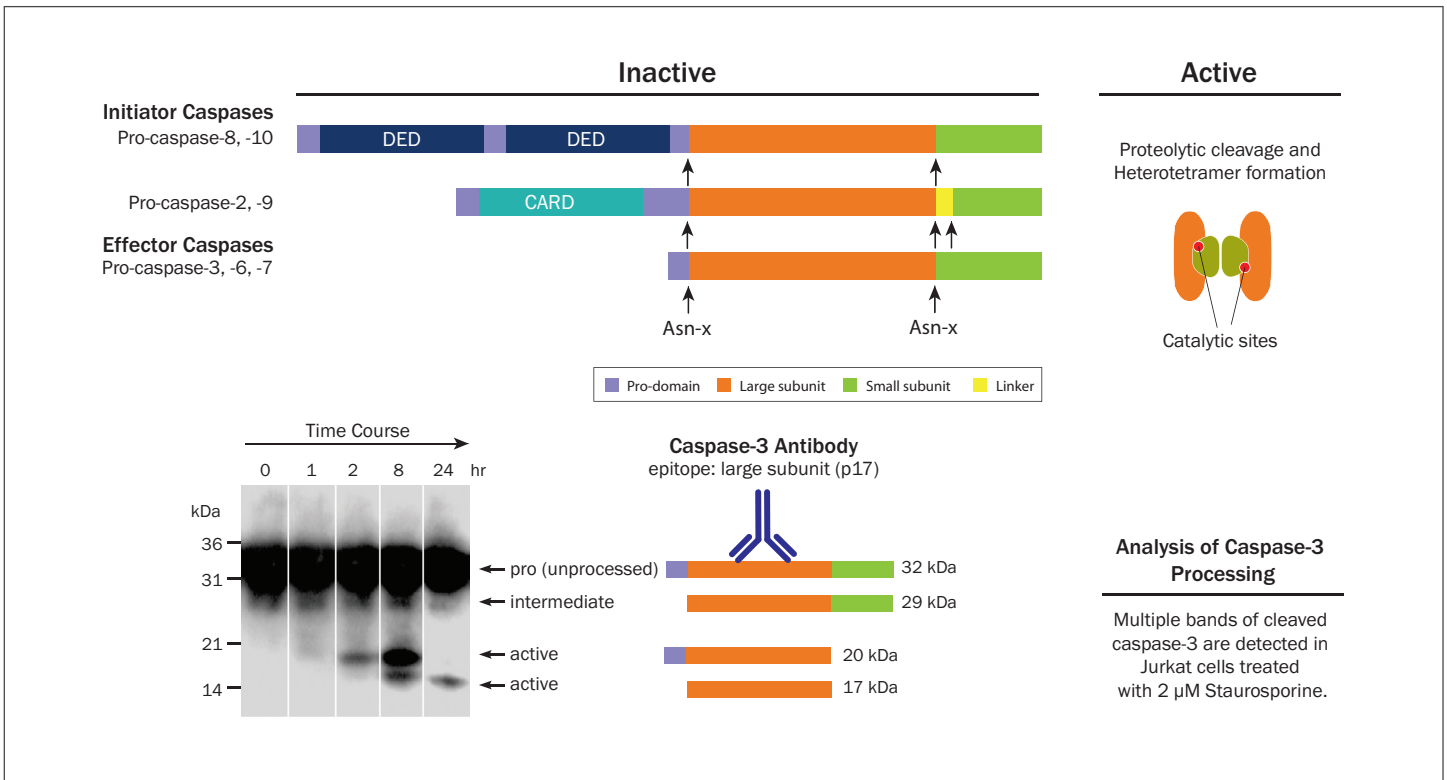 Inactive
Active
Initiator Caspases
Pro-caspase-8, -10
DED
DED
Pro-caspase-2, -9
CARD
Effector Caspases
Pro-caspase-3, -6, -7
Asn-x
Asn-x
Pro-domain
Large subunit
Small subunit
Linker
Proteolytic cleavage and
Heterotetramer formation
Catalytic sites
Time Course
0 1 2 8 24 hr
kDa
36
31
21
14
pro (unprocessed)
intermediate
active
active
Caspase-3 Antibody
epitope: large subunit (p17)
32 kDa
29 kDa
20 kDa
17 kDa
Analysis of Caspase-3
Processing
Multiple bands of cleaved
caspase-3 are detected in
Jurkat cells treated
with 2 µM Staurosporine.